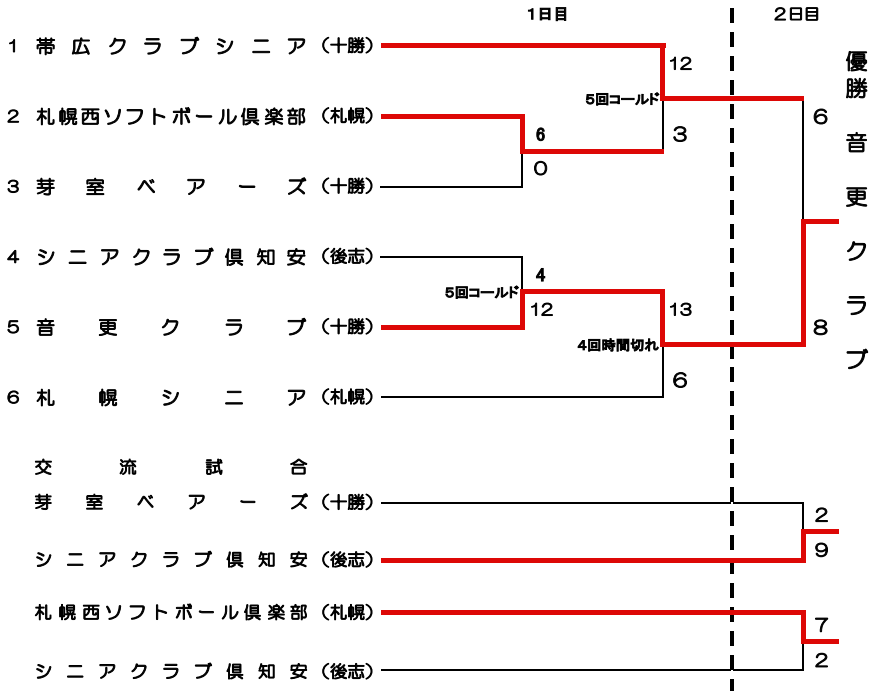 1日目 2日目
1 帯広クラブシニア (十勝)
12
5回コールド
2 札幌西ソフトボール倶楽部 (札幌)
6
3
0
3 芽室ベアーズ (十勝)
6
優勝 音更クラブ
4 シニアクラブ倶知安 (後志)
4
5回コールド
12
13
5 音更クラブ (十勝)
8
4回時間切れ
6
6 札幌シニア (札幌)
交流試合
芽室ベアーズ (十勝)
2
9
シニアクラブ倶知安 (後志)
札幌西ソフトボール倶楽部 (札幌)
7
2
シニアクラブ倶知安 (後志)